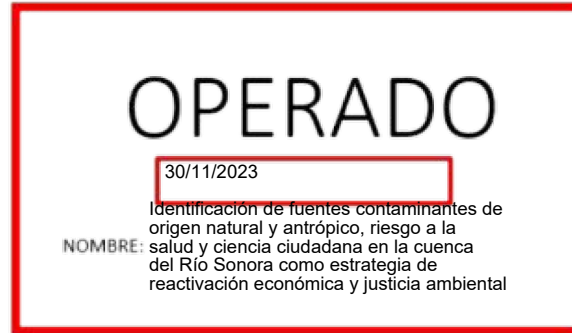 OPERADO
30/11/2023
Identificación de fuentes contaminantes de
origen natural y antrópico, riesgo a la
NOMBRE: salud y ciencia ciudadana en la cuenca
del Río Sonora como estrategia de
reactivación económica y justicia ambiental